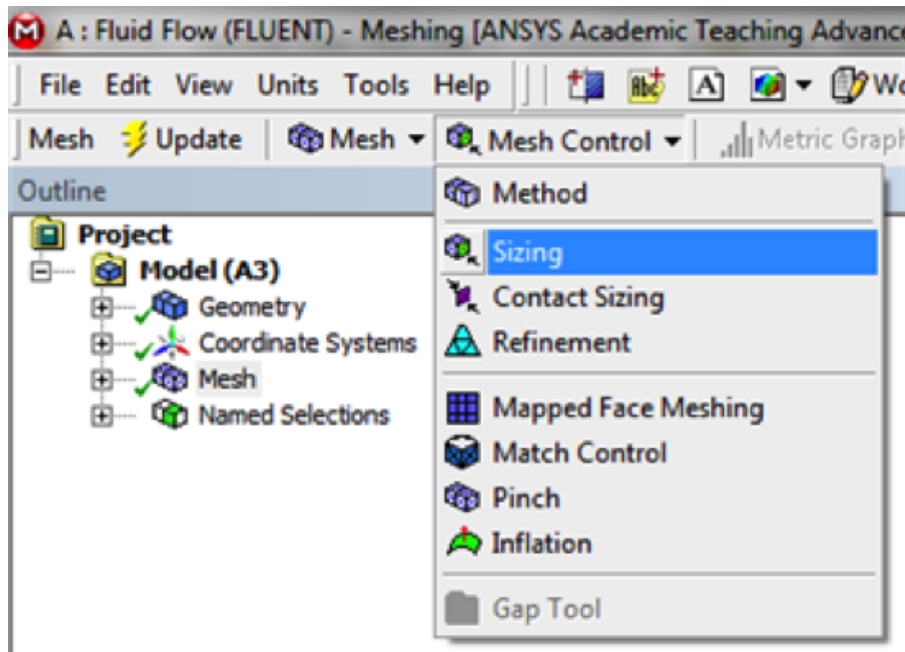 A : Fluid Flow (FLUENT) - Meshing [ANSYS Academic Teaching Advance
File Edit View Units Tools Help
Mesh Update Mesh Mesh Control Metric Graph
Outline
Project
Model (A3)
Geometry
Coordinate Systems
Mesh
Named Selections
Method
Sizing
Contact Sizing
Refinement
Mapped Face Meshing
Match Control
Pinch
Inflation
Gap Tool